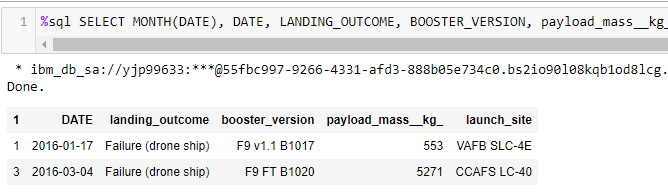 1 %sql SELECT MONTH(DATE), DATE, LANDING_OUTCOME, BOOSTER_VERSION, payload_mass__kg_
* ibm_db_sa://yjp99633:***@55fbc997-9266-4331-afd3-888b05e734c0.bs2io90l08kqb1od8lcg.
Done.
1 DATE landing_outcome booster_version payload_mass__kg_ launch_site
1 2016-01-17 Failure (drone ship) F9 v1.1 B1017 553 VAFB SLC-4E
3 2016-03-04 Failure (drone ship) F9 FT B1020 5271 CCAFS LC-40